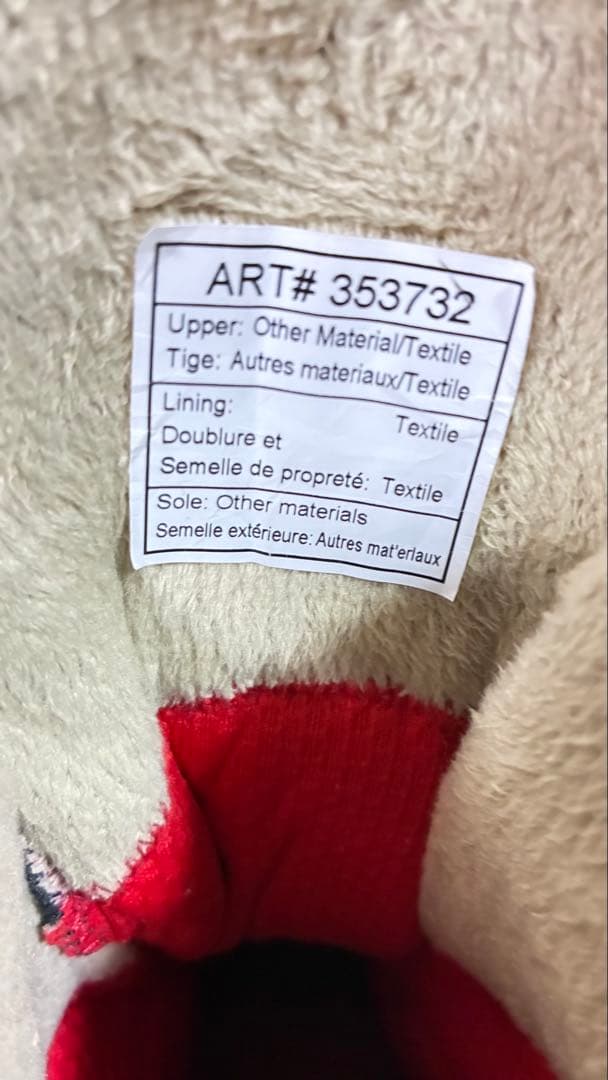 ART# 353732
Upper: Other Material/Textile
Tige: Autres materiaux/Textile
Lining: Textile
Doublure et
Semelle de propreté: Textile
Sole: Other materials
Semelle extérieure: Autres mat'erlaux